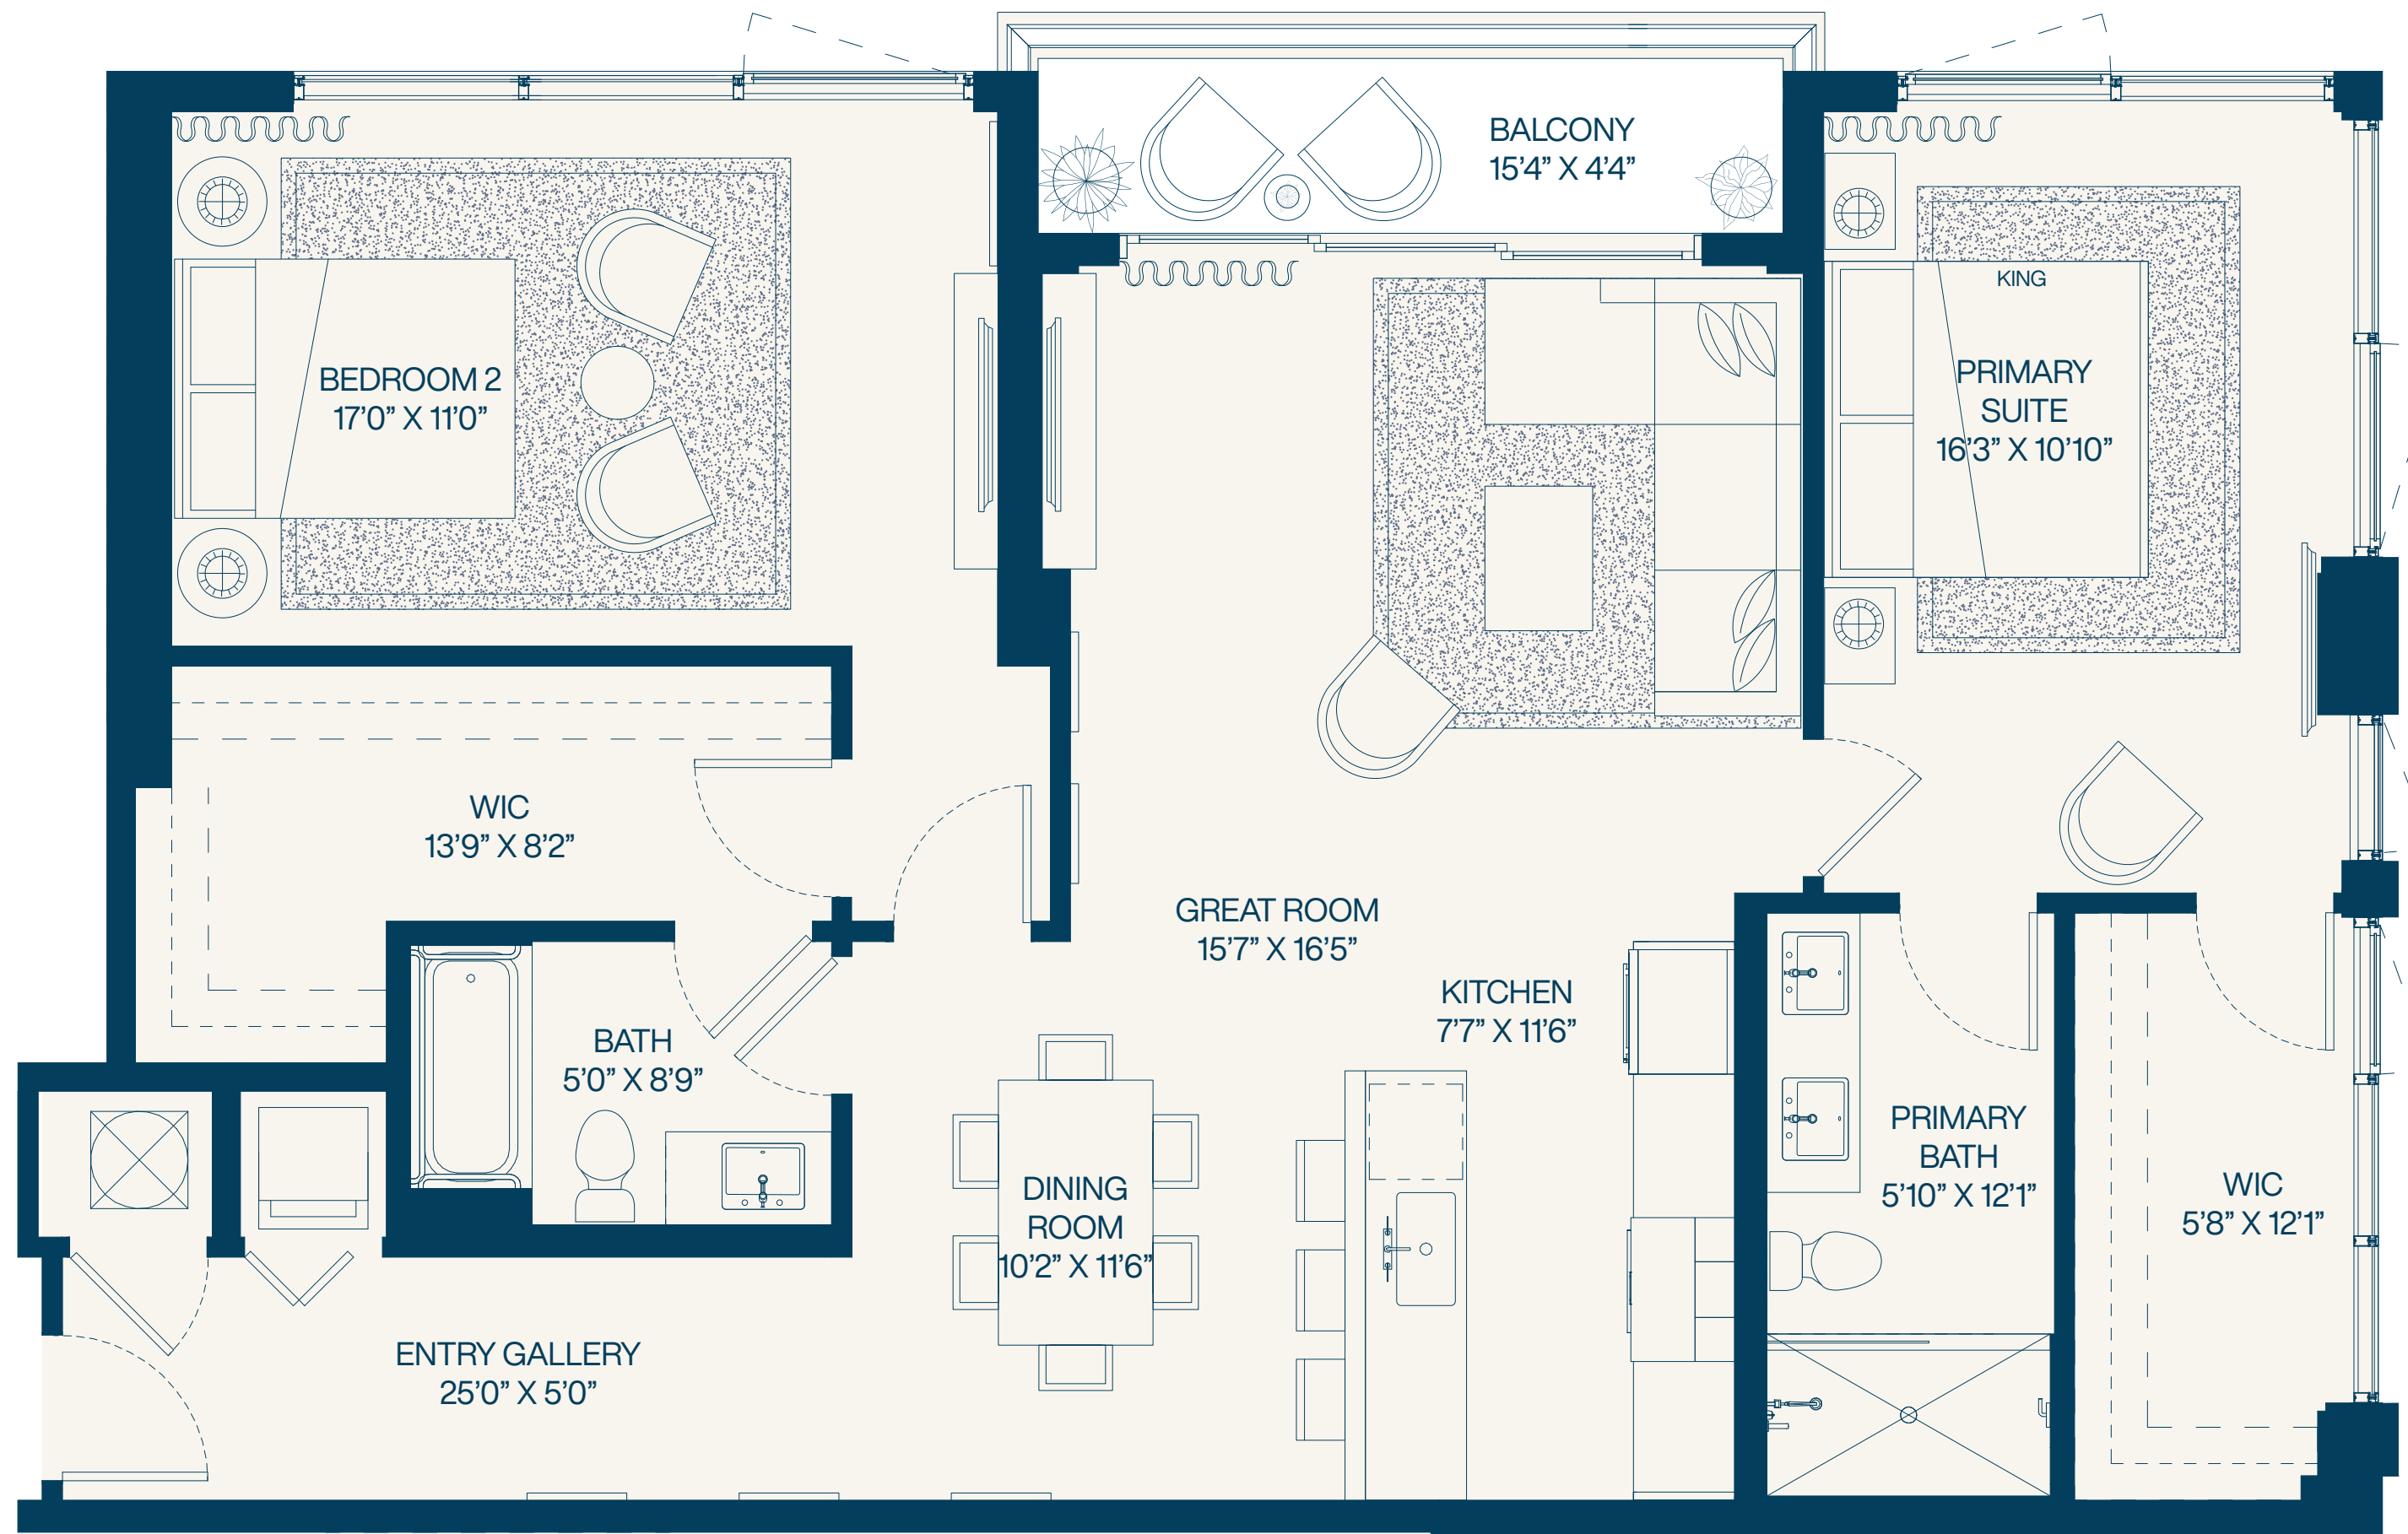 BALCONY
15’4” X 4’4”
KING
BEDROOM 2
17’0” X 11’0”
PRIMARY
SUITE
16’3” X 10’10”
WIC
13’9” X 8’2”
GREAT ROOM
15’7” X 16’5”
KITCHEN
7’7” X 11’6”
BATH
5’0” X 8’9”
PRIMARY
BATH
5’10” X 12’1”
DINING
ROOM
10’2” X 11’6”
WIC
5’8” X 12’1”
ENTRY GALLERY
25’0” X 5’0”